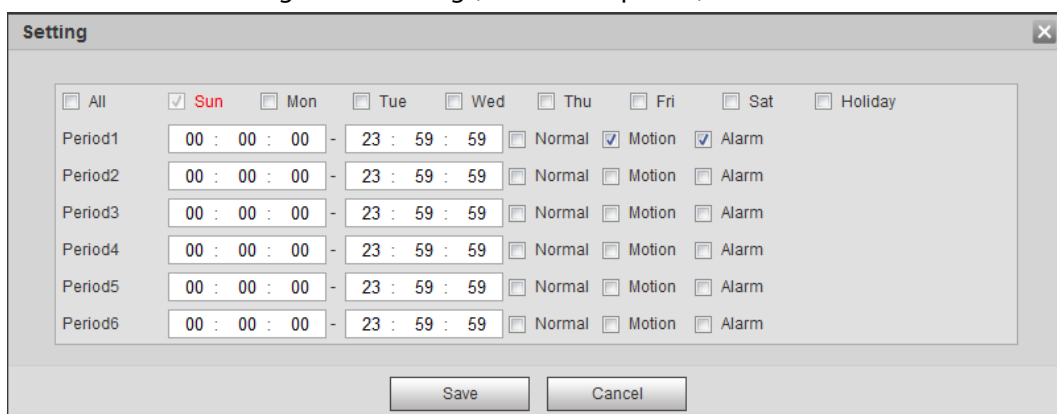 Setting
All Sun Mon Tue Wed Thu Fri Sat Holiday
Period1 00 : 00 : 00 - 23 : 59 : 59 Normal Motion Alarm
Period2 00 : 00 : 00 - 23 : 59 : 59 Normal Motion Alarm
Period3 00 : 00 : 00 - 23 : 59 : 59 Normal Motion Alarm
Period4 00 : 00 : 00 - 23 : 59 : 59 Normal Motion Alarm
Period5 00 : 00 : 00 - 23 : 59 : 59 Normal Motion Alarm
Period6 00 : 00 : 00 - 23 : 59 : 59 Normal Motion Alarm
Save Cancel